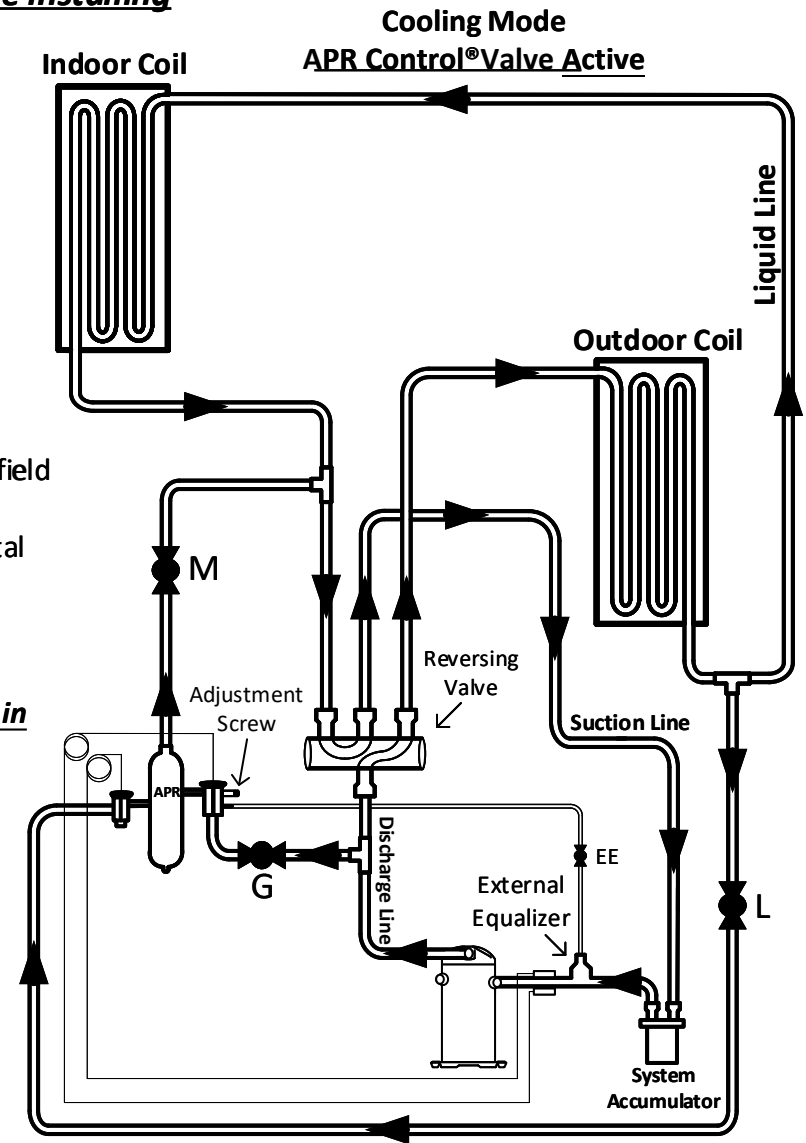 Cooling Mode
APR Control®Valve Active
Indoor Coil
Liquid Line
Outdoor Coil
field
M
Reversing
Valve
Adjustment
Screw
in
Suction Line
APR
Discharge Line
EE
G
External
Equalizer
L
System
Accumulator